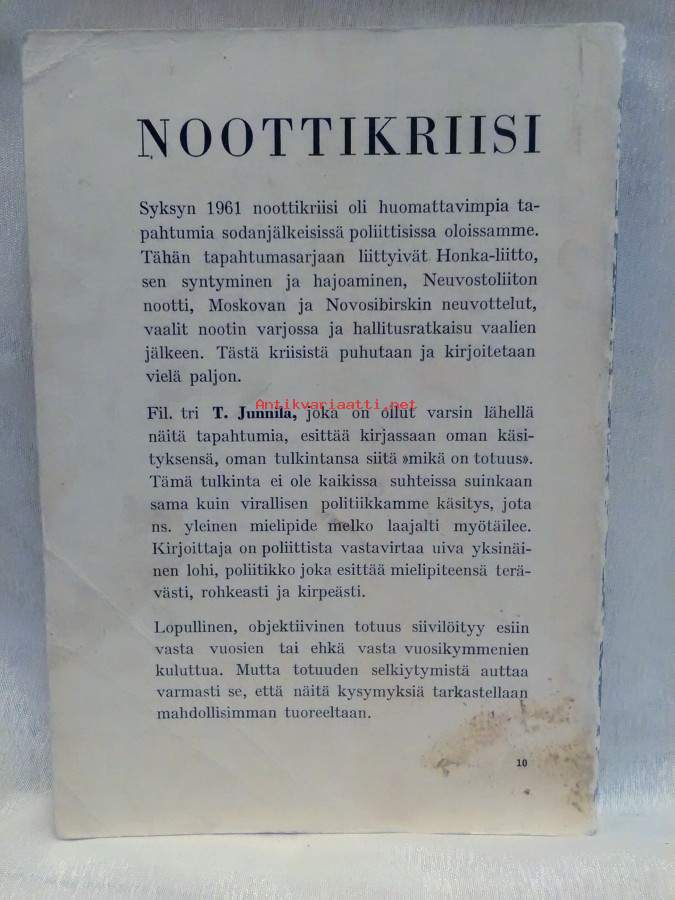 NOOTTIKRIISI
Syksyn 1961 noottikriisi oli huomattavimpia ta-
pahtumia sodanjälkeisissä poliittisissa oloissamme.
Tähän tapahtumasarjaan liittyivät Honka-liitto,
sen syntyminen ja hajoaminen, Neuvostoliiton
nootti, Moskovan ja Novosibirskin neuvottelut,
vaalit nootin varjossa ja hallitusratkaisu vaalien
jälkeen. Tästä kriisistä puhutaan ja kirjoitetaan
vielä paljon.
Antikvariaatti.net
Fil. tri T. Junnila, joka on ollut varsin lähellä
näitä tapahtumia, esittää kirjassaan oman käsi-
tyksensä, oman tulkintansa siitä »mikä on totuus».
Tämä tulkinta ei ole kaikissa suhteissa suinkaan
sama kuin virallisen politiikkamme käsitys, jota
ns. yleinen mielipide melko laajalti myötäilee.
Kirjoittaja on poliittista vastavirtaa uiva yksinäi-
nen lohi, poliitikko joka esittää mielipiteensä terä-
västi, rohkeasti ja kirpeästi.
Lopullinen, objektiivinen totuus siivilöityy esiin
vasta vuosien tai ehkä vasta vuosikymmenien
kuluttua. Mutta totuuden selkiytymistä auttaa
varmasti se, että näitä kysymyksiä tarkastellaan
mahdollisimman tuoreeltaan.
10